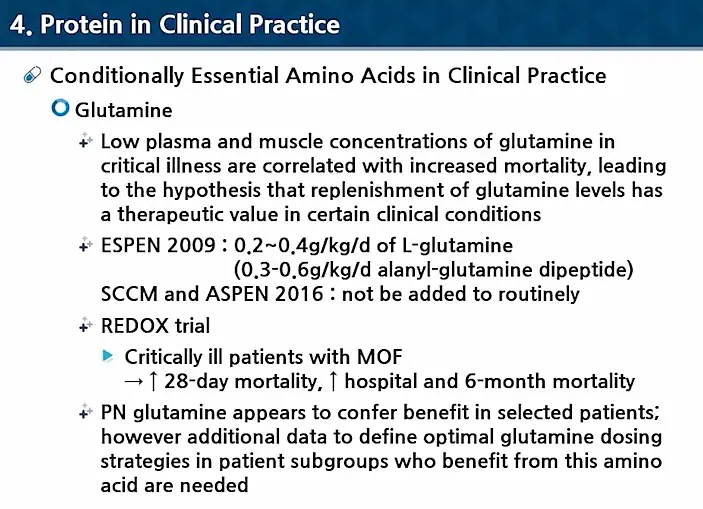 4. Protein in Clinical Practice
Conditionally Essential Amino Acids in Clinical Practice
Glutamine
Low plasma and muscle concentrations of glutamine in
critical illness are correlated with increased mortality, leading
to the hypothesis that replenishment of glutamine levels has
a therapeutic value in certain clinical conditions
ESPEN 2009 : 0.2~0.4g/kg/d of L-glutamine
(0.3-0.6g/kg/d alanyl-glutamine dipeptide)
SCCM and ASPEN 2016 : not be added to routinely
REDOX trial
Critically ill patients with MOF
→ ↑ 28-day mortality, ↑ hospital and 6-month mortality
PN glutamine appears to confer benefit in selected patients;
however additional data to define optimal glutamine dosing
strategies in patient subgroups who benefit from this amino
acid are needed